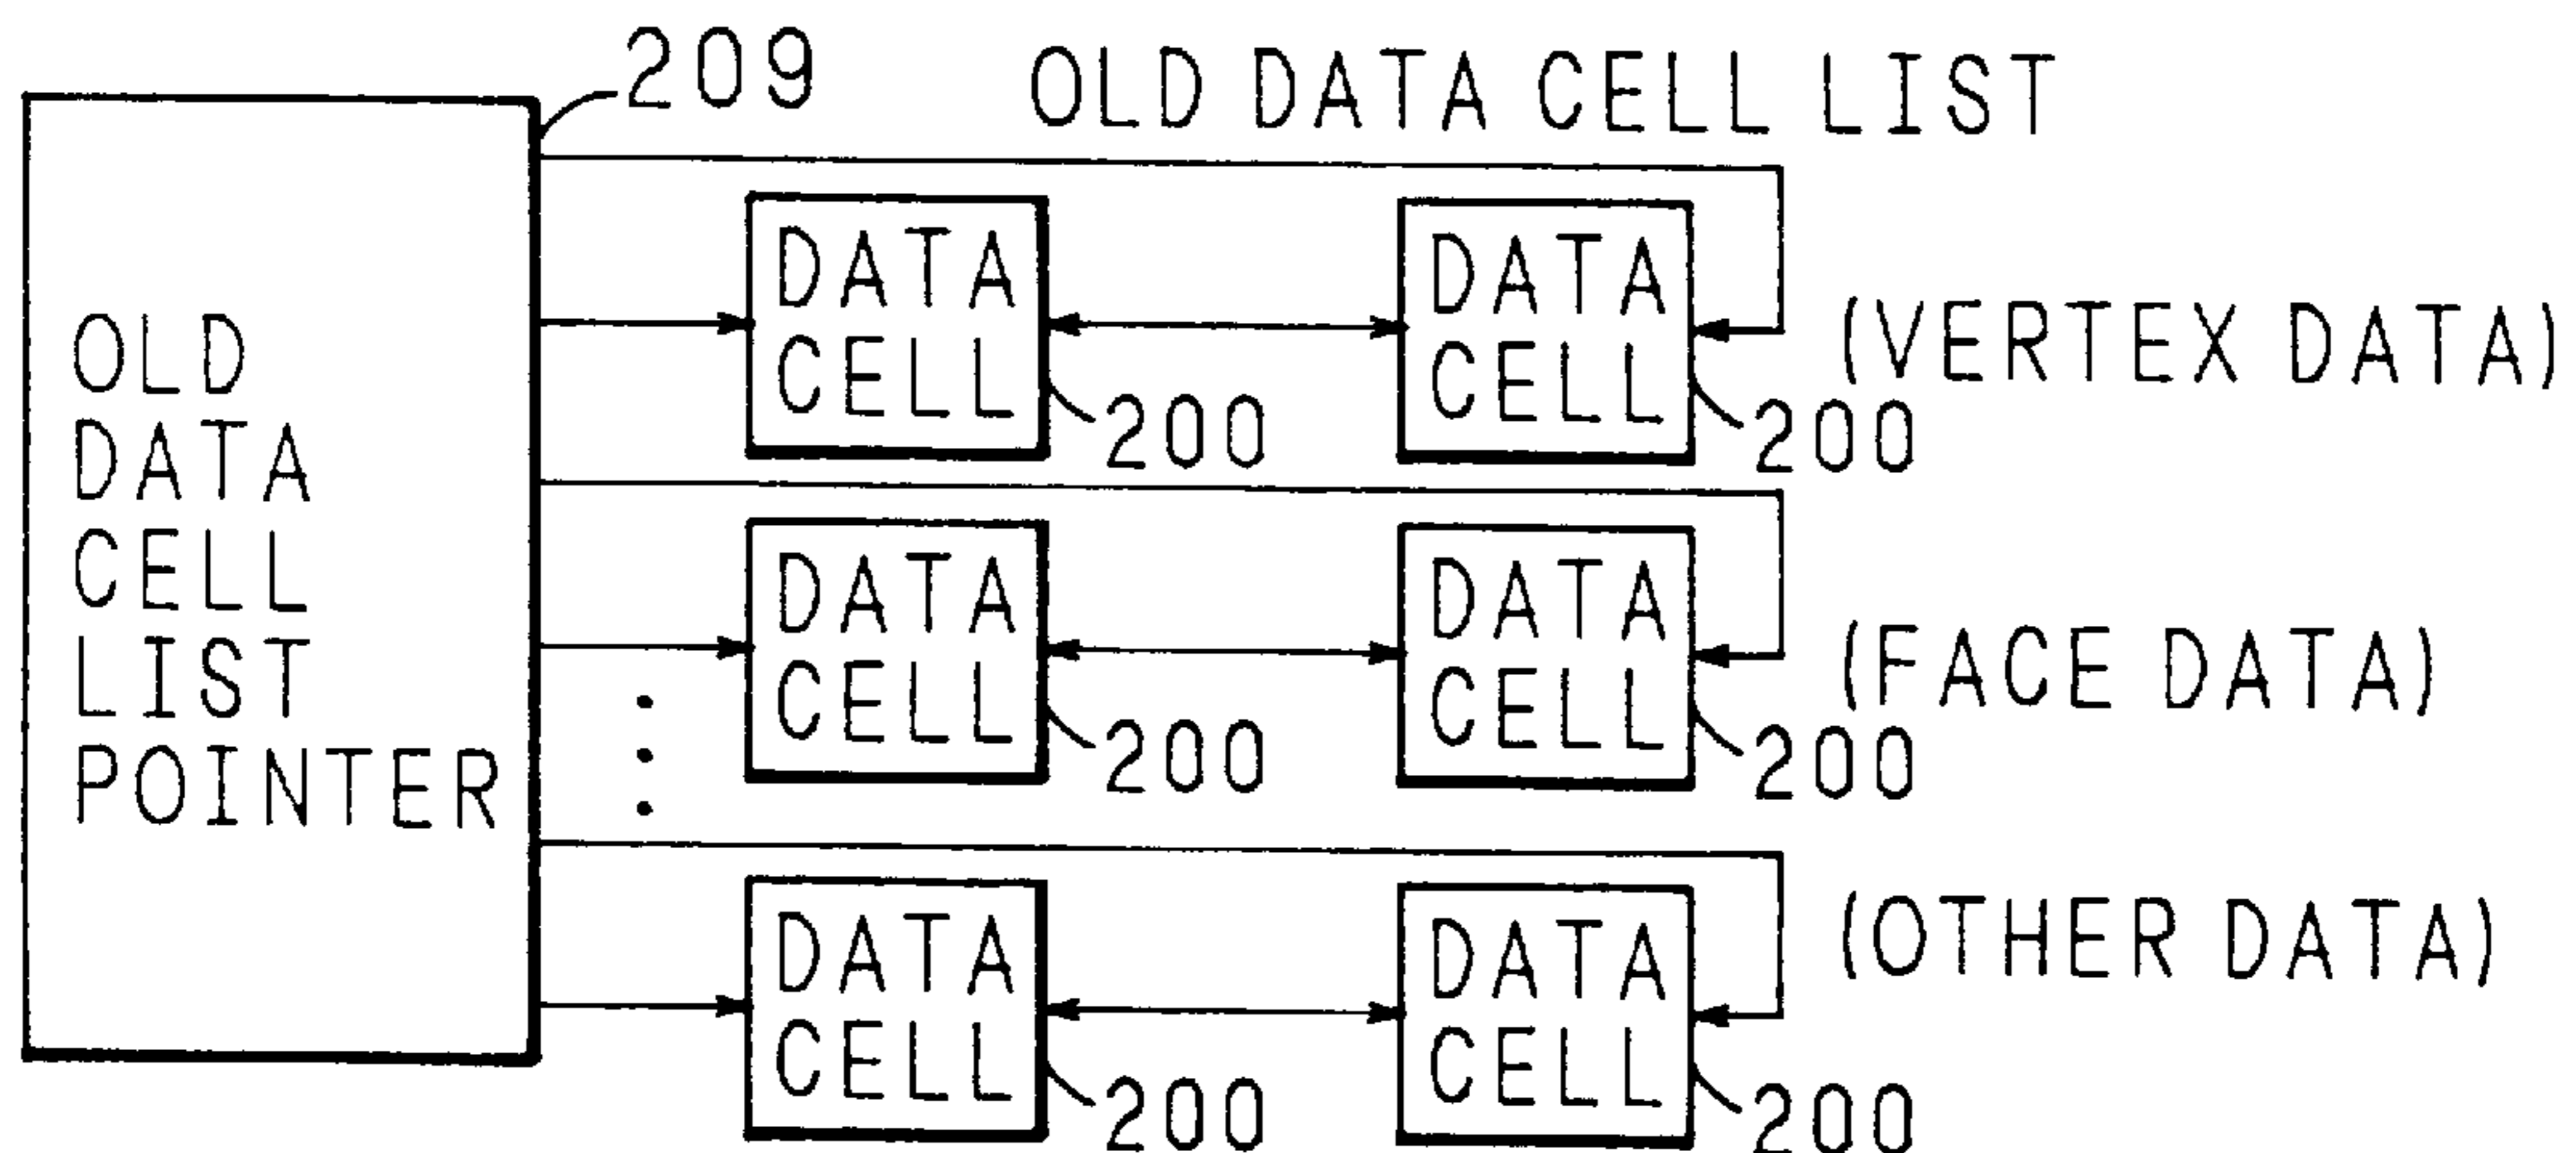 209
OLD DATA CELL LIST
OLD
DATA
CELL
LIST
POINTER
DATA
CELL
200
DATA
CELL
200
(VERTEX DATA)
DATA
CELL
200
DATA
CELL
200
(FACE DATA)
DATA
CELL
200
DATA
CELL
200
(OTHER DATA)